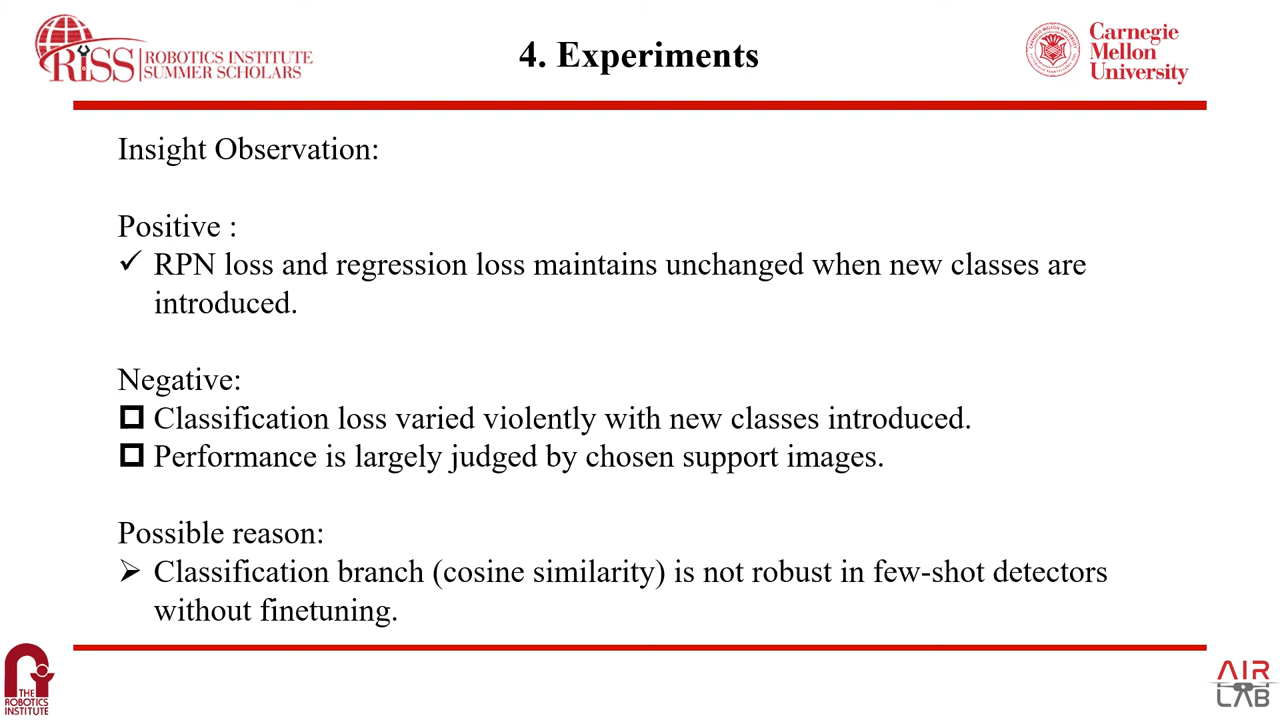 RISS ROBOTICS INSTITUTE
SUMMER SCHOLARS
4. Experiments
Carnegie
Mellon
University
Insight Observation:
Positive :
✓ RPN loss and regression loss maintains unchanged when new classes are
introduced.
Negative:
Classification loss varied violently with new classes introduced.
Performance is largely judged by chosen support images.
Possible reason:
➢ Classification branch (cosine similarity) is not robust in few-shot detectors
without finetuning.
THE
ROBOTICS
INSTITUTE
AIR
LAB